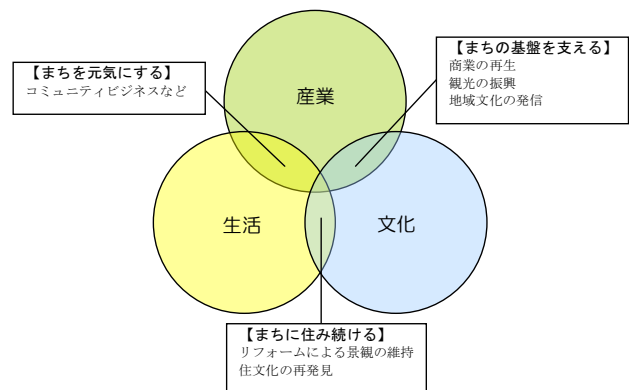 【まちを元気にする】
コミュニティビジネスなど
【まちの基盤を支える】
商業の再生
観光の振興
地域文化の発信
産業
生活
文化
【まちに住み続ける】
リフォームによる景観の維持
住文化の再発見